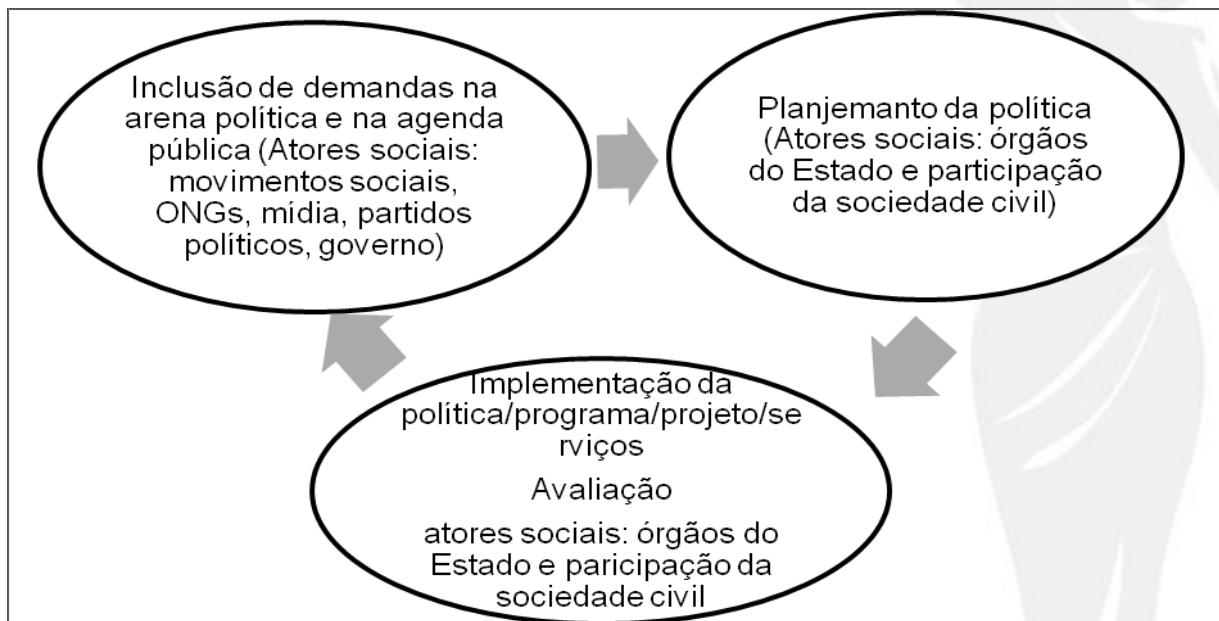 Inclusão de demandas na
arena política e na agenda
pública (Atores sociais:
movimentos sociais,
ONGs, mídia, partidos
políticos, governo)
Planjemanto da política
(Atores sociais: órgãos
do Estado e participação
da sociedade civil)
Implementação da
política/programa/projeto/se
rviços
Avaliação
atores sociais: órgãos do
Estado e paricipação da
sociedade civil